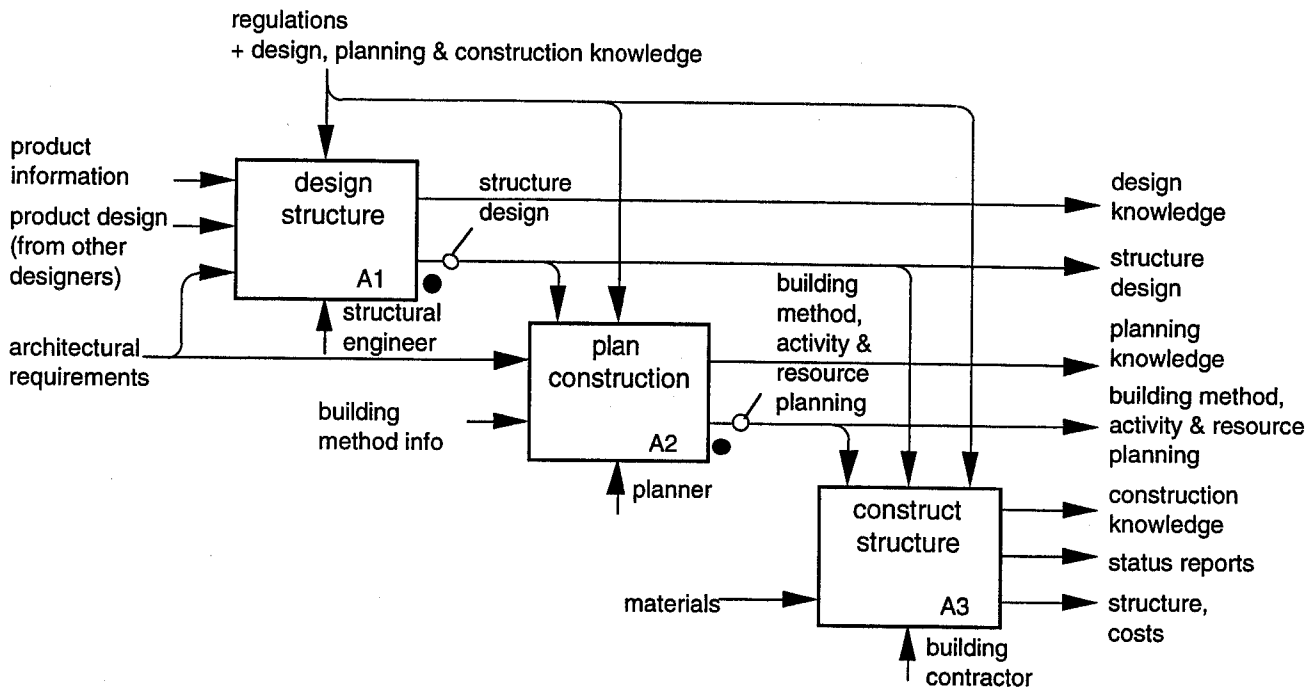 regulations
+ design, planning & construction knowledge
product
information
product design
(from other
designers)
architectural
requirements
design
structure
A1
structural
engineer
structure
design
building
method info
plan
construction
A2
planner
building
method,
activity &
resource
planning
materials
construct
structure
A3
building
contractor
design
knowledge
structure
design
planning
knowledge
building method,
activity & resource
planning
construction
knowledge
status reports
structure,
costs